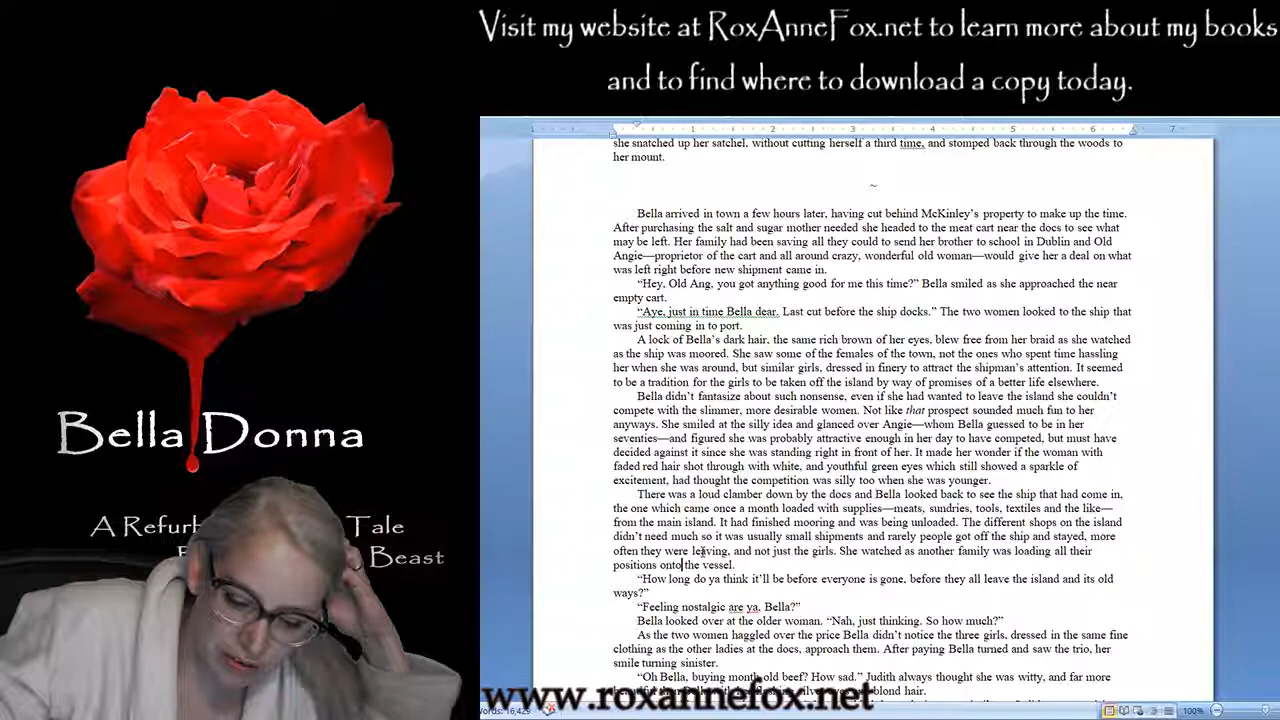 Visit my website at RoxAnneFox.net to learn more about my books
and to find where to download a copy today.
Bella Donna
A Refurb Tale
Beast
she snatched up her satchel, without cutting herself a third time, and stomped back through the woods to
her mount.
~
Bella arrived in town a few hours later, having cut behind McKinley’s property to make up the time.
After purchasing the salt and sugar mother needed she headed to the meat cart near the docs to see what
may be left. Her family had been saving all they could to send her brother to school in Dublin and Old
Angie—proprietor of the cart and all around crazy, wonderful old woman—would give her a deal on what
was left right before new shipment came in.
“Hey, Old Ang, you got anything good for me this time?” Bella smiled as she approached the near
empty cart.
“Aye, just in time Bella dear. Last cut before the ship docks.” The two women looked to the ship that
was just coming in to port.
A lock of Bella’s dark hair, the same rich brown of her eyes, blew free from her braid as she watched
as the ship was moored. She saw some of the females of the town, not the ones who spent time hassling
her when she was around, but similar girls, dressed in finery to attract the shipman’s attention. It seemed
to be a tradition for the girls to be taken off the island by way of promises of a better life elsewhere.
Bella didn’t fantasize about such nonsense, even if she had wanted to leave the island she couldn’t
compete with the slimmer, more desirable women. Not like that prospect sounded much fun to her
anyways. She smiled at the silly idea and glanced over Angie—whom Bella guessed to be in her
seventies—and figured she was probably attractive enough in her day to have competed, but must have
decided against it since she was standing right in front of her. It made her wonder if the woman with
faded red hair shot through with white, and youthful green eyes which still showed a sparkle of
excitement, had thought the competition was silly too when she was younger.
There was a loud clamber down by the docs and Bella looked back to see the ship that had come in,
the one which came once a month loaded with supplies—meats, sundries, tools, textiles and the like—
from the main island. It had finished mooring and was being unloaded. The different shops on the island
didn’t need much so it was usually small shipments and rarely people got off the ship and stayed, more
often they were leaving, and not just the girls. She watched as another family was loading all their
positions onto the vessel.
“How long do ya think it’ll be before everyone is gone, before they all leave the island and its old
ways?”
“Feeling nostalgic are ya, Bella?”
Bella looked over at the older woman. “Nah, just thinking. So how much?”
As the two women haggled over the price Bella didn’t notice the three girls, dressed in the same fine
clothing as the other ladies at the docs, approach them. After paying Bella turned and saw the trio, her
smile turning sinister.
“Oh Bella, buying month old beef? How sad.” Judith always thought she was witty, and far more
blond hair.
www.roxannefox.net
Words: 16,425
100%